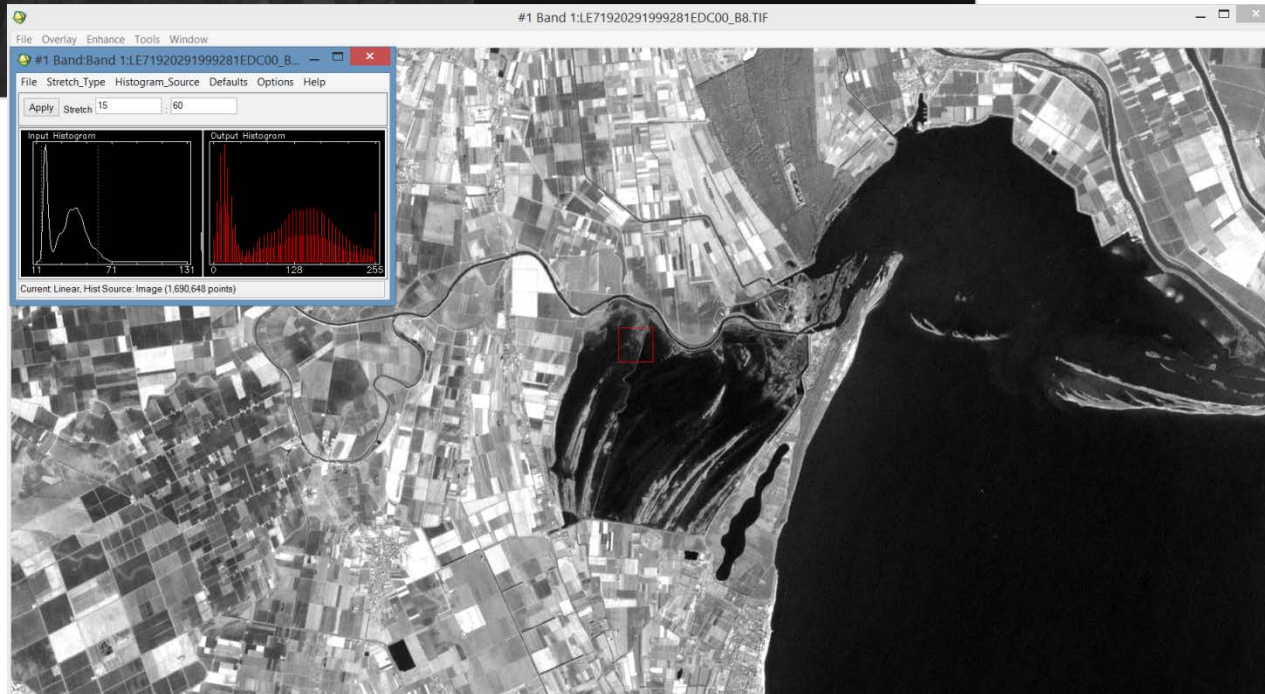 #1 Band 1:LE71920291999281EDC00_B8.TIF
File Overlay Enhance Tools Window
#1 Band:Band 1:LE71920291999281EDC00_B...
File Stretch_Type Histogram_Source Defaults Options Help
Apply Stretch 15 : 60
Input Histogram Output Histogram
11 71 131 0 128 255
Current: Linear, Hist Source: Image (1,690,648 points)